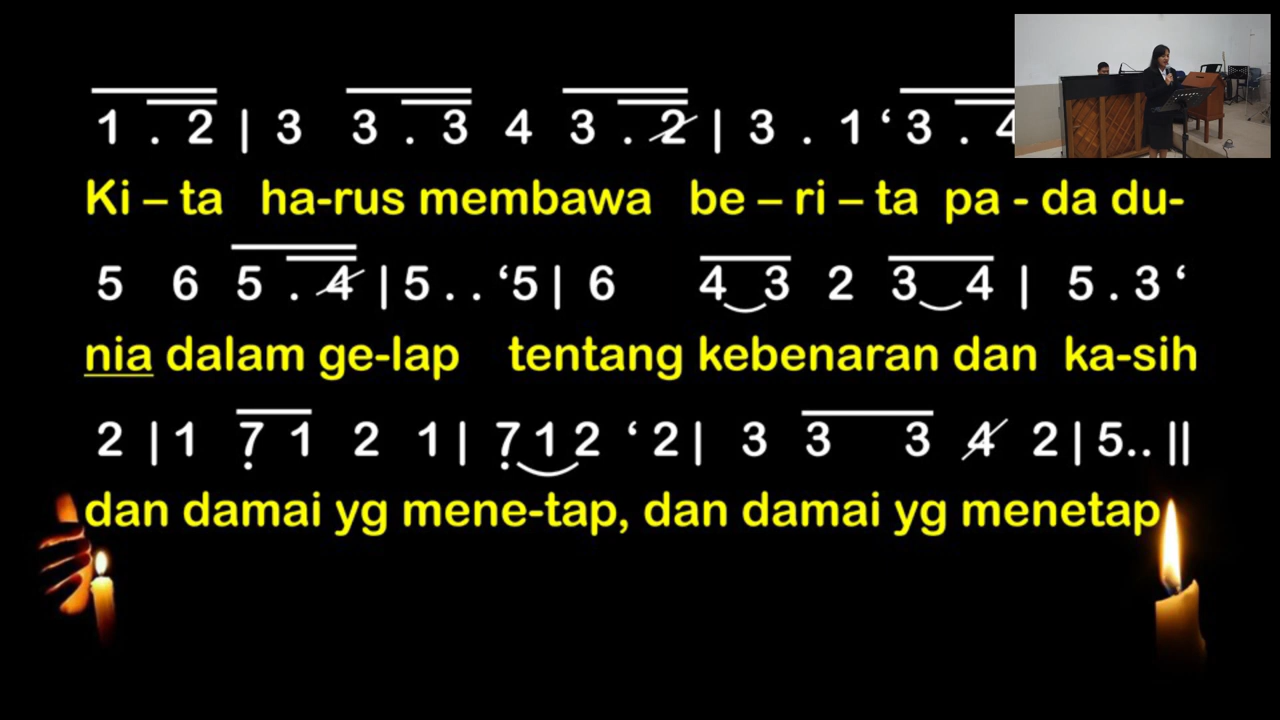 1 . 2 | 3 3 . 3 4 3 . 2̸ | 3 . 1 ‘ 3 . 4
Ki – ta ha-rus membawa be – ri – ta pa - da du-
5 6 5 . 4̸ | 5 . . ‘5 | 6 4 3 2 3 4 | 5 . 3 ‘
nia dalam ge-lap tentang kebenaran dan ka-sih
2 | 1 7̣ 1 2 1 | 7̣ 1 2 ‘ 2 | 3 3 3 4̸ 2 | 5 . . ||
dan damai yg mene-tap, dan damai yg menetap